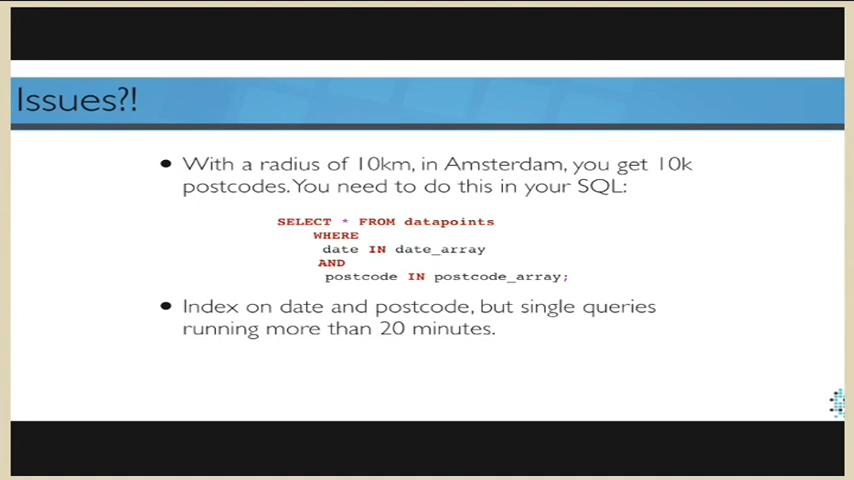 Issues?!
• With a radius of 10km, in Amsterdam, you get 10k
postcodes. You need to do this in your SQL:
SELECT * FROM datapoints
WHERE
date IN date_array
AND
postcode IN postcode_array;
• Index on date and postcode, but single queries
running more than 20 minutes.